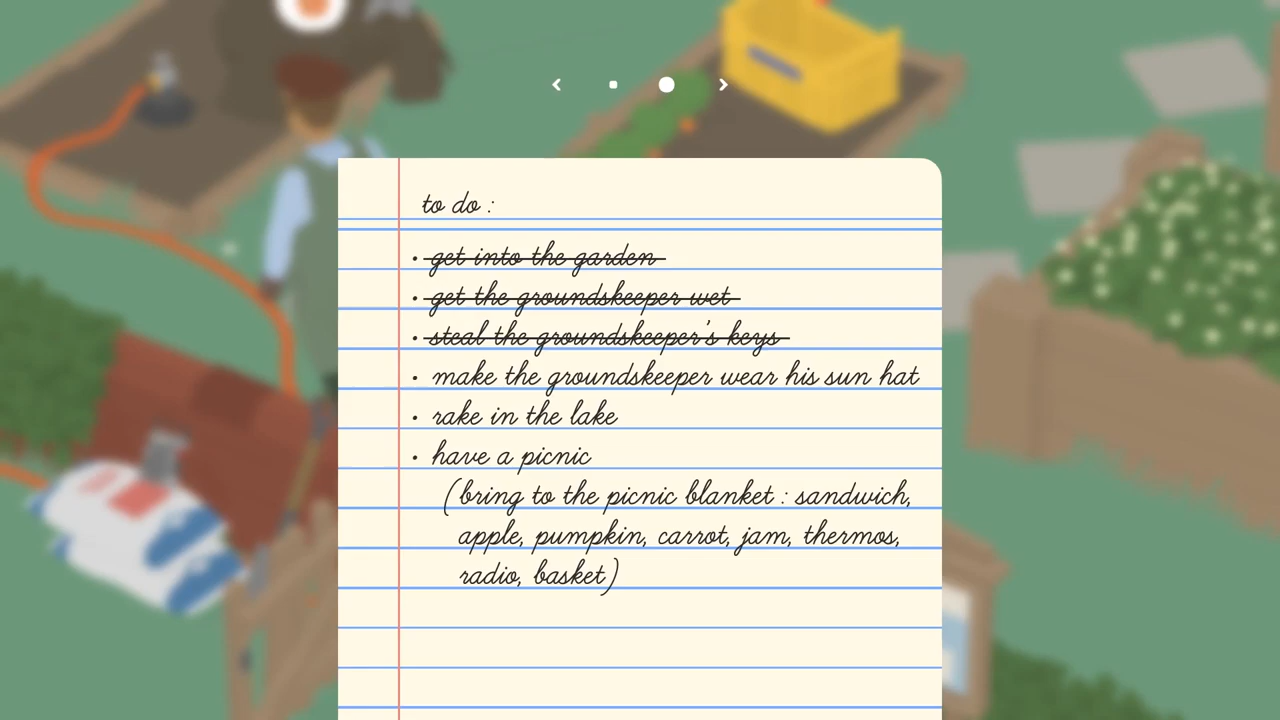 to do :
· get into the garden
· get the groundskeeper wet
· steal the groundskeeper's keys
· make the groundskeeper wear his sun hat
· rake in the lake
· have a picnic
(bring to the picnic blanket : sandwich,
apple, pumpkin, carrot, jam, thermos,
radio, basket)